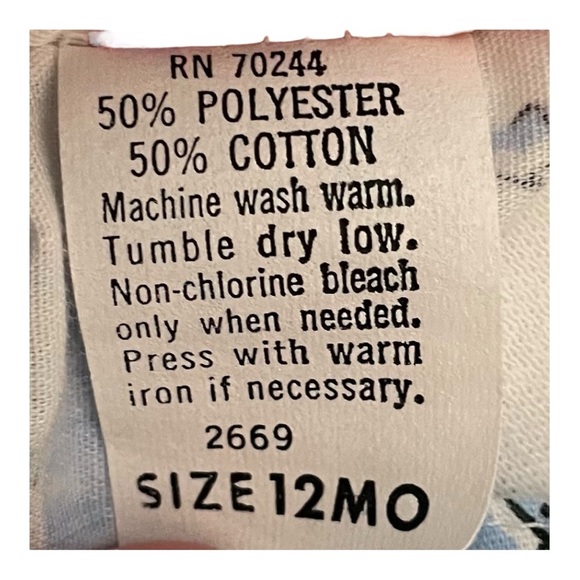 RN 70244
50% POLYESTER
50% COTTON
Machine wash warm.
Tumble dry low.
Non-chlorine bleach
only when needed.
Press with warm
iron if necessary.
2669
SIZE 12MO